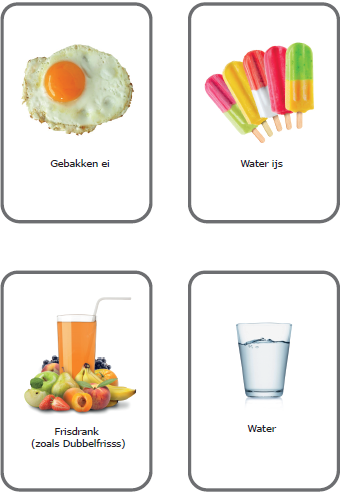 Gebakken ei
Water ijs
Frisdrank
(zoals Dubbelfrisss)
Water